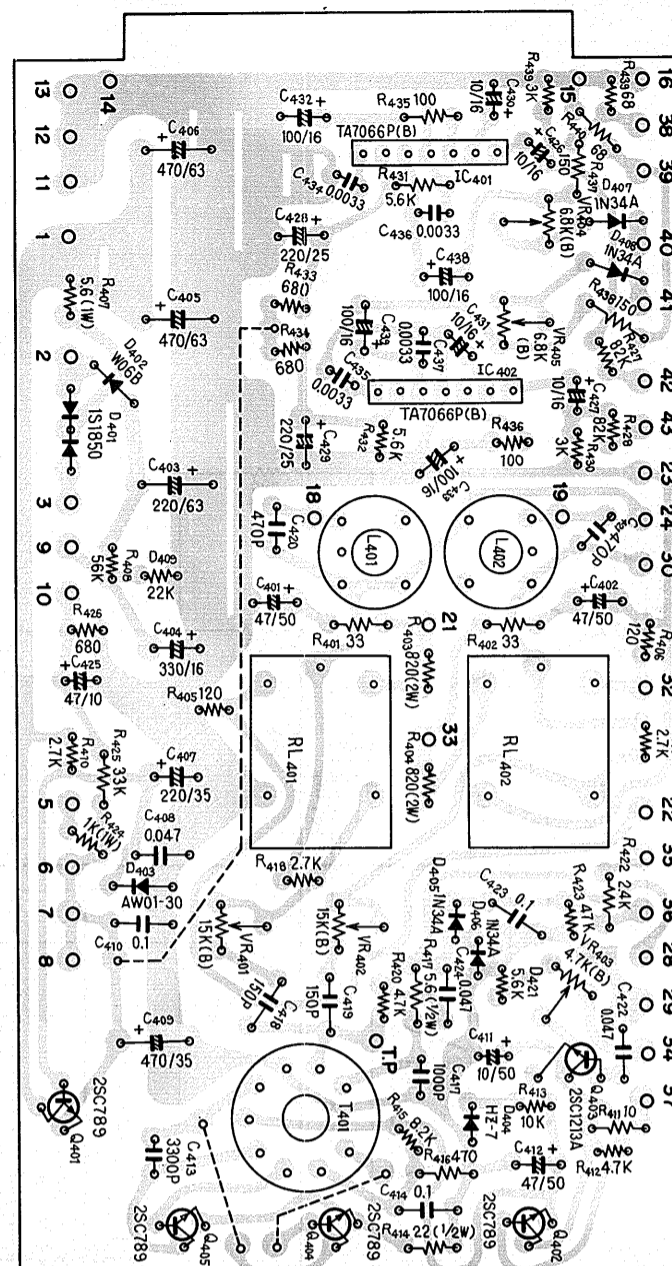 13
14
12
11
1
2
3
9
10
5
6
7
8
C406
+
470/63
C405
+
470/63
R407
5.6(1W)
D402
W06B
D401
1S1850
C403
+
220/63
R408
56K
D409
22K
R426
680
C404
+
330/16
C425
+
47/10
R405 120
R410
2.7K
R425
33K
C407
+
220/35
R424
1K(1W)
C408
0.047
D403
AW01-30
C410
0.1
C409
+
470/35
2SC789
Q401
C413
3300P
2SC789
Q405
C432 +
100/16
R435 100
C430 +
10/16
R439
3K
15
R433
68
16
TA7066P(B)
IC401
C434
0.0033
R431
5.6K
C436
0.0033
C428 +
220/25
C426
+
10/16
150
R440
68
R437
D407
1N34A
VR404
6.8K(B)
D408
1N34A
38
39
40
41
R433
680
R434
680
C438
+
100/16
C433
100/16
C437
0.0033
C431
10/16 +
VR405
6.8K
(B)
R438 150
R427
82K
C435
0.0033
IC402
TA7066P(B)
C429
220/25
R432
5.6K
R436
100
C433
+ 100/16
C427
+
10/16
R428
82K
R430
3K
42
43
23
24
30
18
19
C420
470P
L401
L402
C421
470P
C401 +
47/50
C402
+
47/50
R401 33
R403
820(2W)
21
R402 33
R406
120
32
RL401
33
R404
820(2W)
RL402
2.7K
22
35
R418 2.7K
D405
1N34A
D406
1N34A
C423
0.1
R423
47K
R422
2.4K
36
VR401
15K(B)
VR402
15K(B)
R420
4.7K
R417
5.6(1/2W)
C424
0.047
D421
5.6K
VR403
4.7K(B)
28
29
C418
150P
C419
150P
T.P
C411
+
10/50
C422
0.047
34
37
T401
C417
1000P
D404
HZ-7
R413
10K
Q403
2SC1213A
R411 10
R415
8.2K
R416 470
C412 +
47/50
R412 4.7K
C414 0.1
R414 22(1/2W)
2SC789
Q404
2SC789
Q402